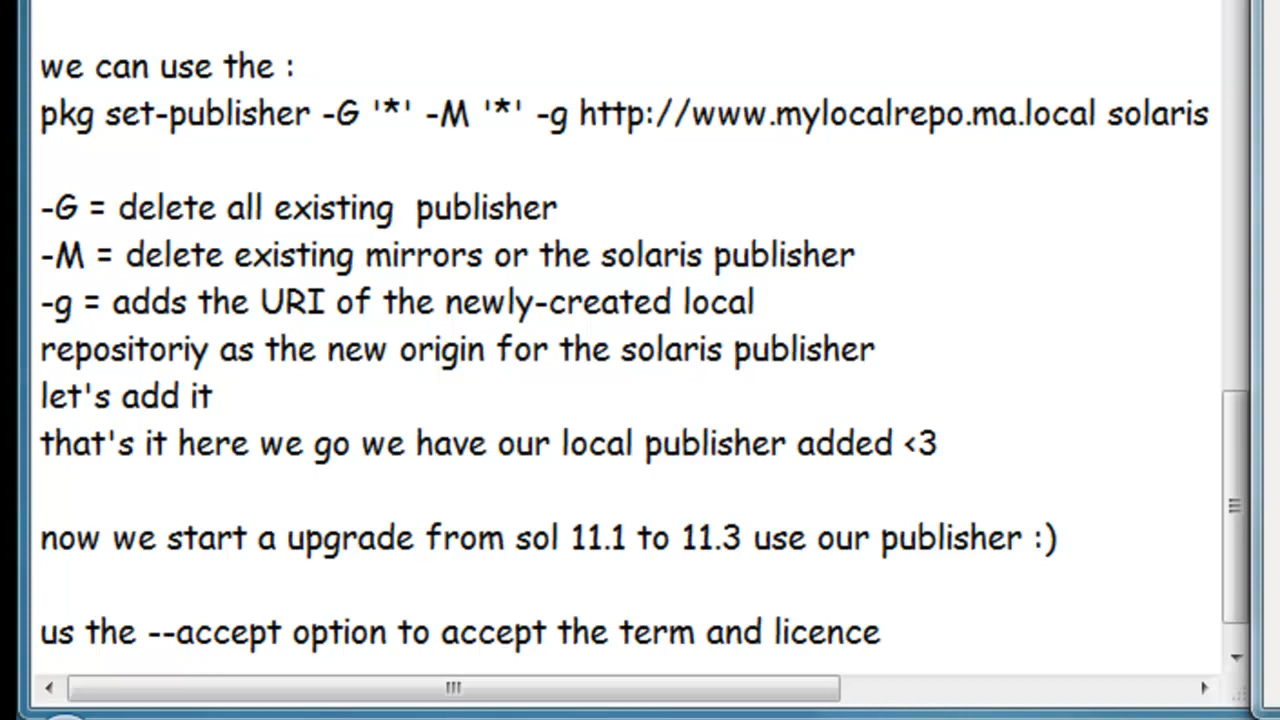 we can use the :
pkg set-publisher -G '*' -M '*' -g http://www.mylocalrepo.ma.local solaris
-G = delete all existing  publisher
-M = delete existing mirrors or the solaris publisher
-g = adds the URI of the newly-created local
repositoriy as the new origin for the solaris publisher
let's add it
that's it here we go we have our local publisher added <3
now we start a upgrade from sol 11.1 to 11.3 use our publisher :)
us the --accept option to accept the term and licence